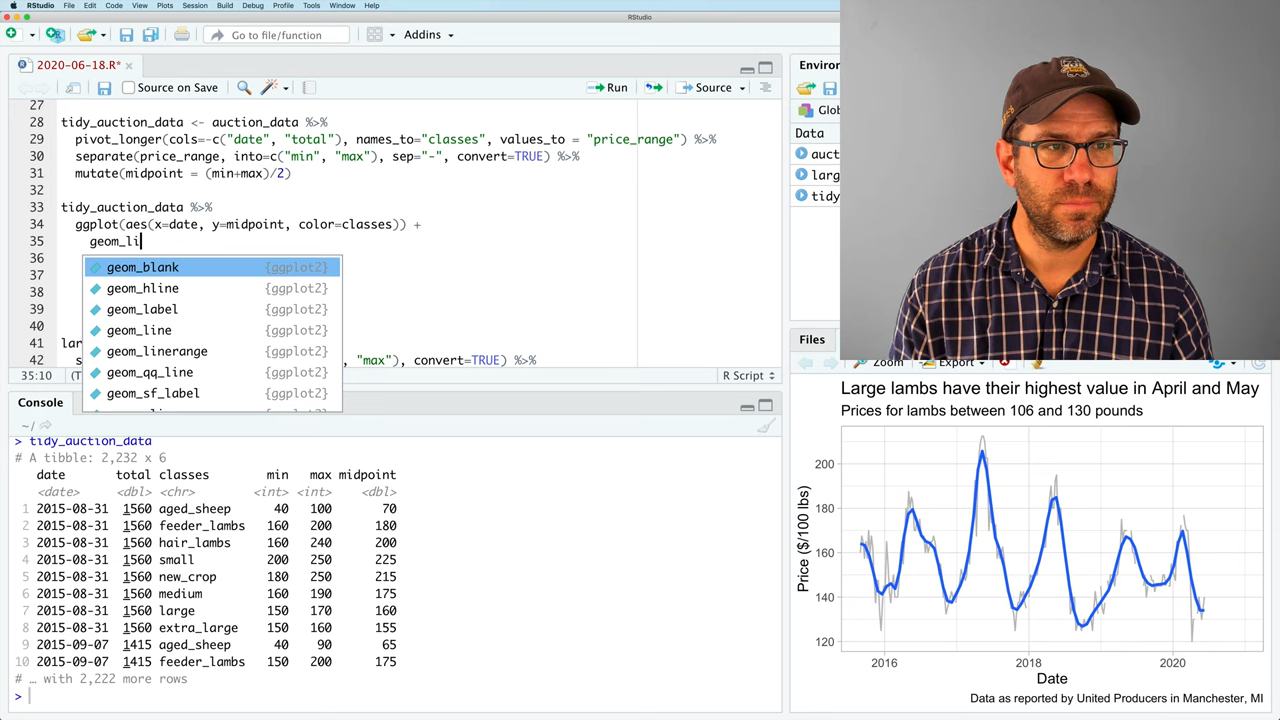 RStudio File Edit Code View Plots Session Build Debug Profile Tools Window Help
RStudio
Go to file/function
Addins
2020-06-18.R*
Source on Save
Run
Source
27
28 tidy_auction_data <- auction_data %>%
29 pivot_longer(cols=-c("date", "total"), names_to="classes", values_to = "price_range") %>%
30 separate(price_range, into=c("min", "max"), sep="-", convert=TRUE) %>%
31 mutate(midpoint = (min+max)/2)
32
33 tidy_auction_data %>%
34 ggplot(aes(x=date, y=midpoint, color=classes)) +
35 geom_li
36
37
38
39
40
41 lar
42 s , "max"), convert=TRUE) %>%
geom_blank {ggplot2}
geom_hline {ggplot2}
geom_label {ggplot2}
geom_line {ggplot2}
geom_linerange {ggplot2}
geom_qq_line {ggplot2}
geom_sf_label {ggplot2}
35:10
R Script
Console
~/
> tidy_auction_data
# A tibble: 2,232 x 6
date total classes min max midpoint
<date> <dbl> <chr> <int> <int> <dbl>
1 2015-08-31 1560 aged_sheep 40 100 70
2 2015-08-31 1560 feeder_lambs 160 200 180
3 2015-08-31 1560 hair_lambs 160 240 200
4 2015-08-31 1560 small 200 250 225
5 2015-08-31 1560 new_crop 180 250 215
6 2015-08-31 1560 medium 160 190 175
7 2015-08-31 1560 large 150 170 160
8 2015-08-31 1560 extra_large 150 160 155
9 2015-09-07 1415 aged_sheep 40 90 65
10 2015-09-07 1415 feeder_lambs 150 200 175
# … with 2,222 more rows
>
Environ
Glob
Data
auct
larg
tidy
Files
Zoom Export
Large lambs have their highest value in April and May
Prices for lambs between 106 and 130 pounds
Price ($/100 lbs)
200
180
160
140
120
2016 2018 2020
Date
Data as reported by United Producers in Manchester, MI